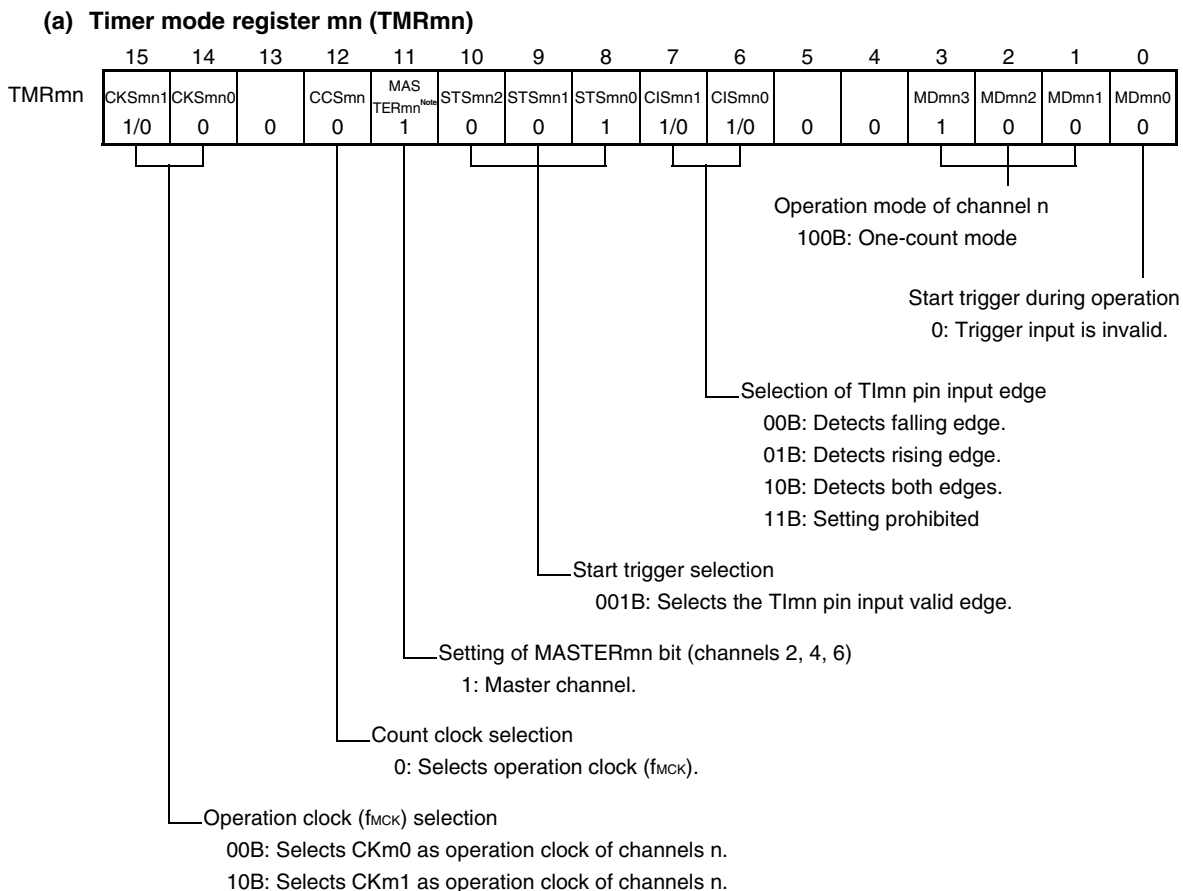 (a) Timer mode register mn (TMRmn)
15 14 13 12 11 10 9 8 7 6 5 4 3 2 1 0
TMRmn CKSmn1 CKSmn0 CCSmn MAS TERmnNote STSmn2 STSmn1 STSmn0 CISmn1 CISmn0 MDmn3 MDmn2 MDmn1 MDmn0
1/0 0 0 0 1 0 0 1 1/0 1/0 0 0 1 0 0 0
Operation mode of channel n
100B: One-count mode
Start trigger during operation
0: Trigger input is invalid.
Selection of TImn pin input edge
00B: Detects falling edge.
01B: Detects rising edge.
10B: Detects both edges.
11B: Setting prohibited
Start trigger selection
001B: Selects the TImn pin input valid edge.
Setting of MASTERmn bit (channels 2, 4, 6)
1: Master channel.
Count clock selection
0: Selects operation clock (fMCK).
Operation clock (fMCK) selection
00B: Selects CKm0 as operation clock of channels n.
10B: Selects CKm1 as operation clock of channels n.